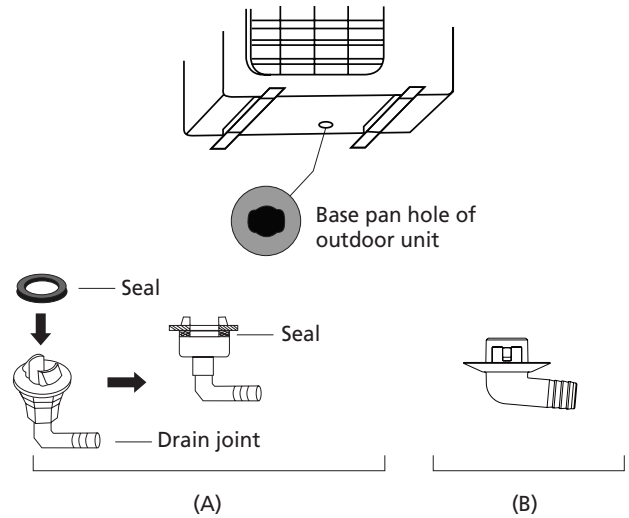 Base pan hole of
outdoor unit
Seal
Seal
Drain joint
(A)
(B)